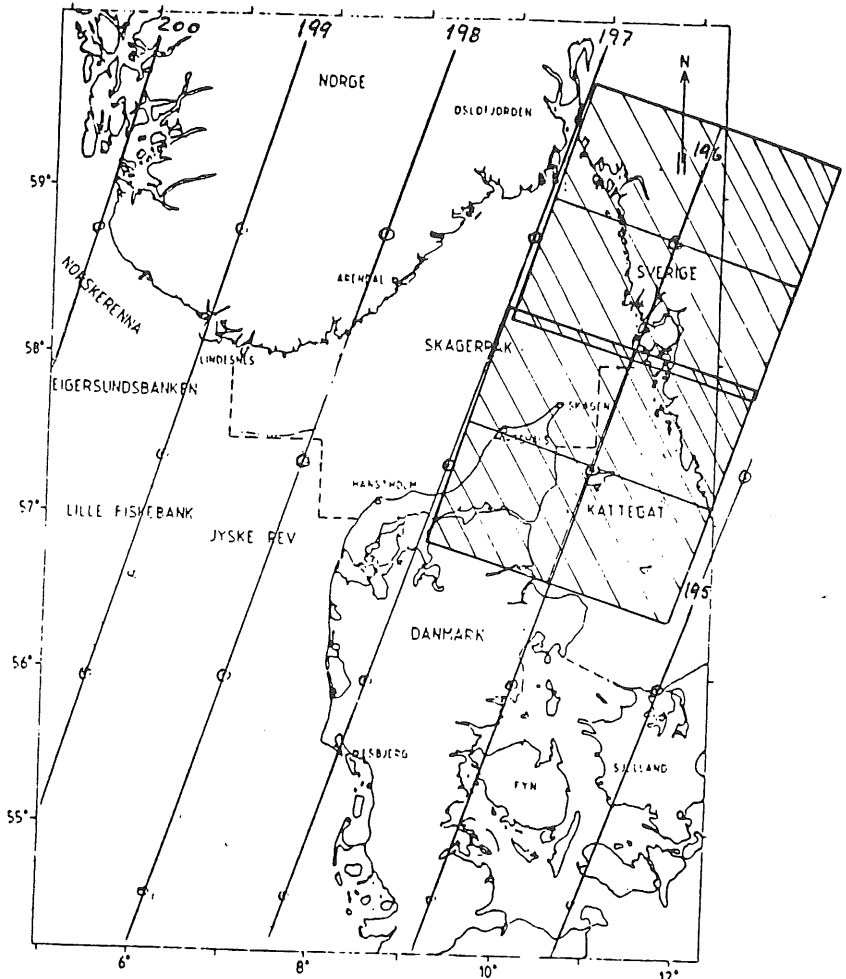 200
199
198
197
NORGE
N
OSLOFJORDEN
196
59°
ARENDAL
SVERIGE
NORSKERENNA
58°
SKAGERRAK
LINDESNES
EIGERSUNDSBANKEN
SKAGEN
HANSTHOLM
57°
LILLE FISKEBANK
JYSKE REV
KATTEGAT
195
DANMARK
56°
ESBJERG
FYN
SJELLAND
55°
6°
8°
10°
12°